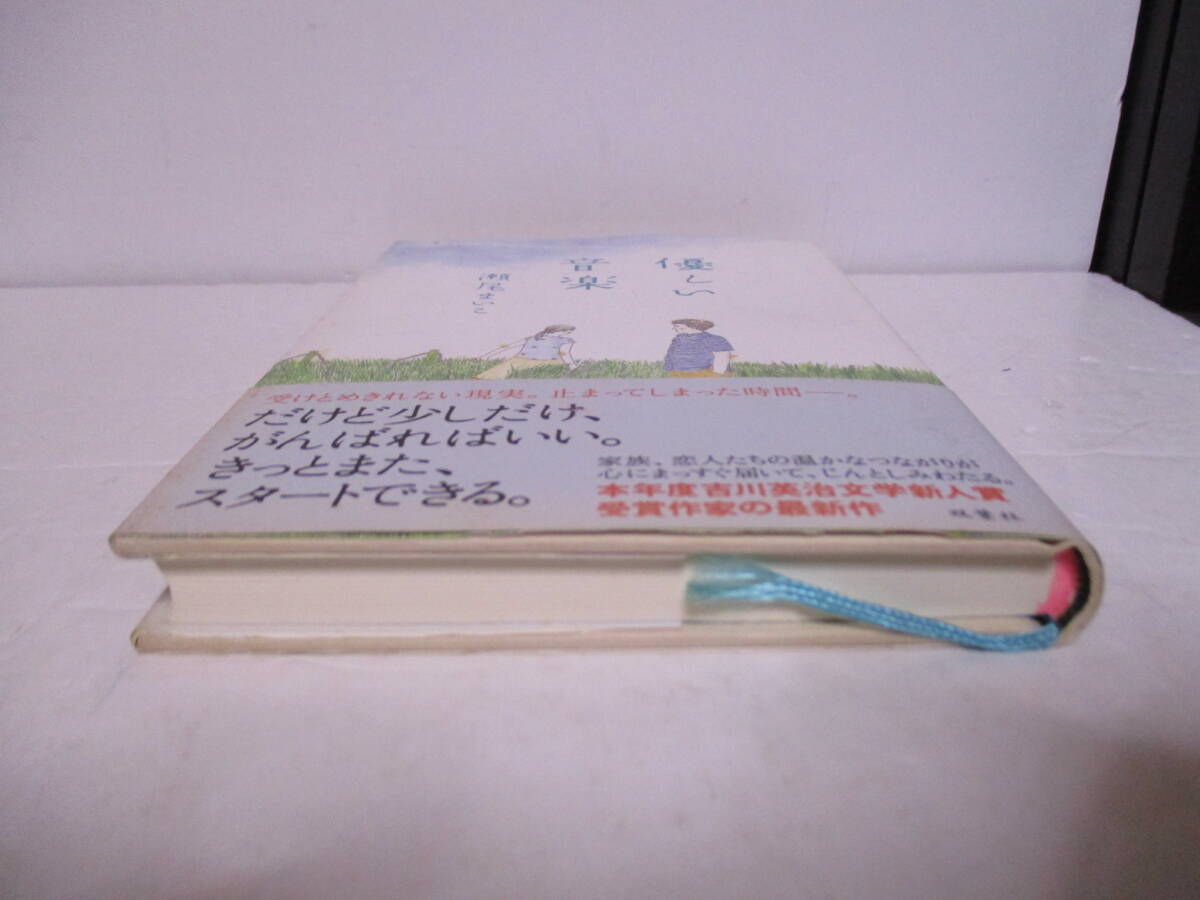 優しい
音楽
瀬尾まいこ
受けとめきれない現実。止まってしまった時間——。
だけど少しだけ、
がんばればいい。
きっとまた、
スタートできる。
家族、恋人たちの温かなつながりが
心にまっすぐ届いて、じんとしみわたる。
本年度吉川英治文学新人賞
受賞作家の最新作
双葉社